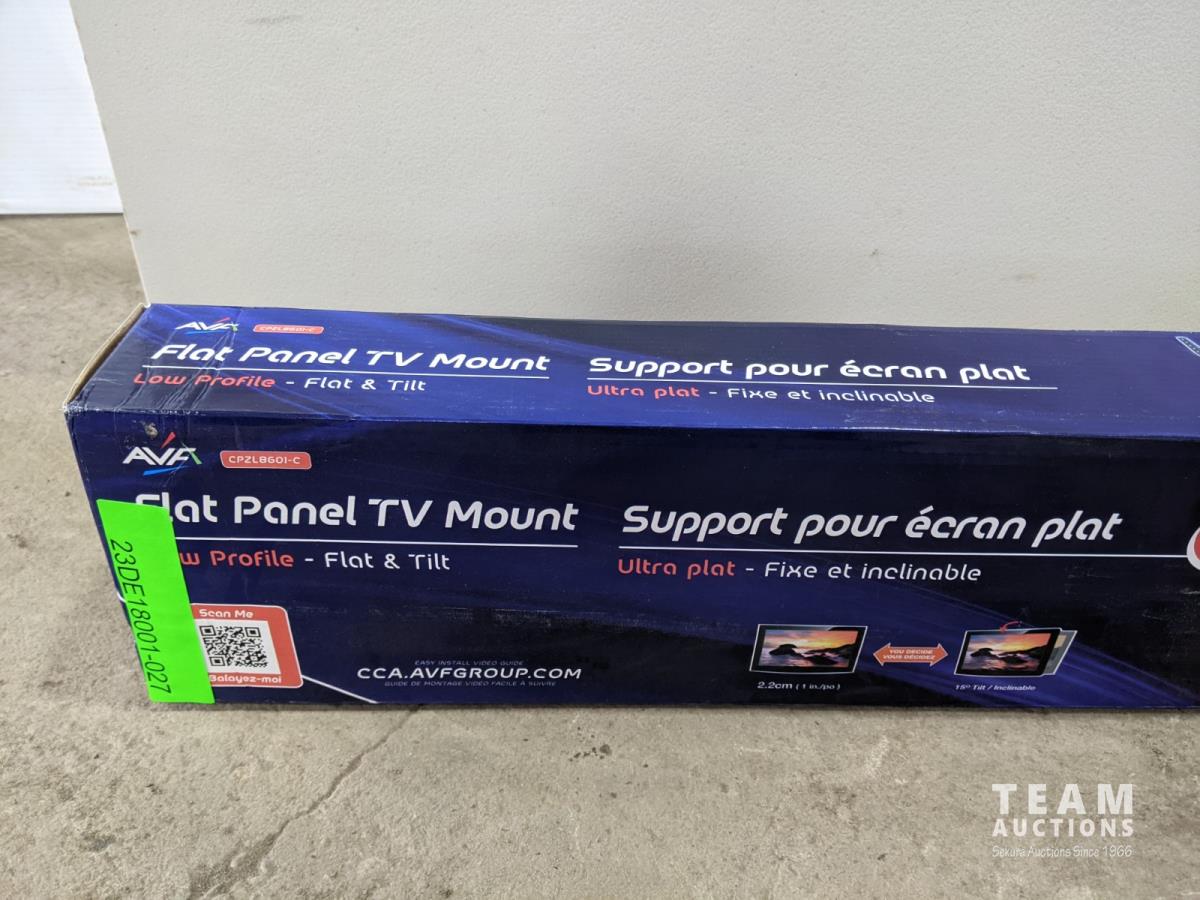 AVF CPZL8601-C
Flat Panel TV Mount
Low Profile - Flat & Tilt
Support pour écran plat
Ultra plat - Fixe et inclinable
AVF CPZL8601-C
Flat Panel TV Mount
Low Profile - Flat & Tilt
Support pour écran plat
Ultra plat - Fixe et inclinable
23DE18001-027
Scan Me
Balayez-moi
EASY INSTALL VIDEO GUIDE
CCA.AVFGROUP.COM
GUIDE DE MONTAGE VIDÉO FACILE À SUIVRE
2.2cm (1 in./po)
YOU DECIDE
VOUS DÉCIDEZ
15º Tilt / Inclinable
TEAM
AUCTIONS
Sekura Auctions Since 1966